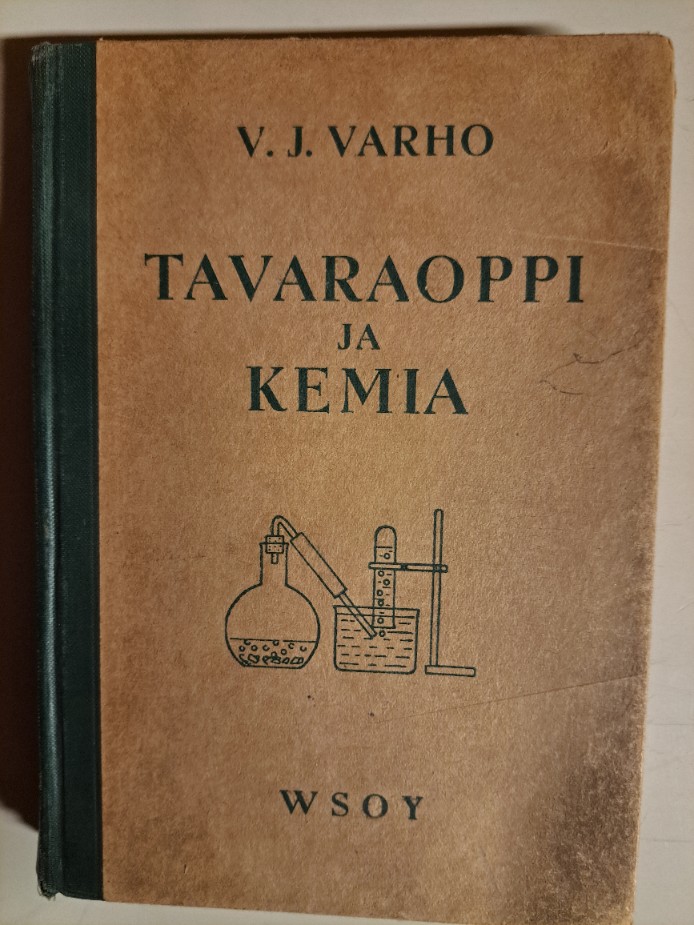 V. J. VARHO
TAVARAOPPI
JA
KEMIA
WSOY